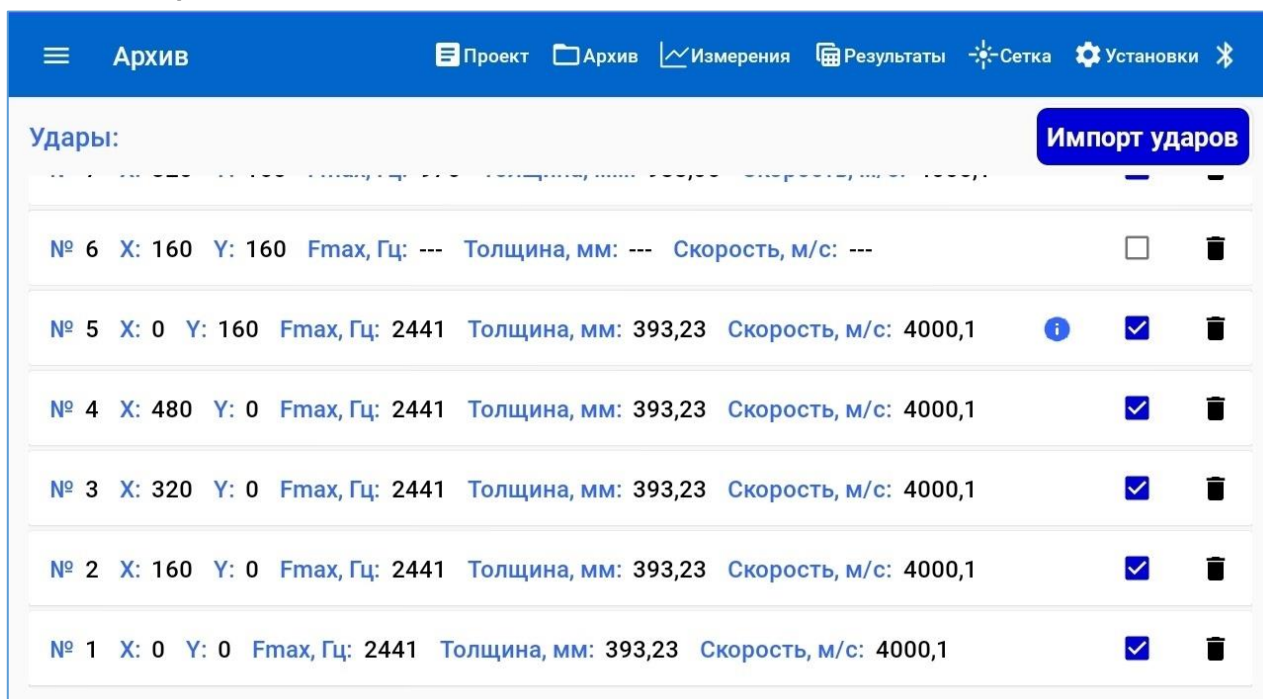 Архив Проект Архив Измерения Результаты Сетка Установки
Удары: Импорт ударов
№ 6 X: 160 Y: 160 Fmax, Гц: --- Толщина, мм: --- Скорость, м/с: ---
№ 5 X: 0 Y: 160 Fmax, Гц: 2441 Толщина, мм: 393,23 Скорость, м/с: 4000,1
№ 4 X: 480 Y: 0 Fmax, Гц: 2441 Толщина, мм: 393,23 Скорость, м/с: 4000,1
№ 3 X: 320 Y: 0 Fmax, Гц: 2441 Толщина, мм: 393,23 Скорость, м/с: 4000,1
№ 2 X: 160 Y: 0 Fmax, Гц: 2441 Толщина, мм: 393,23 Скорость, м/с: 4000,1
№ 1 X: 0 Y: 0 Fmax, Гц: 2441 Толщина, мм: 393,23 Скорость, м/с: 4000,1